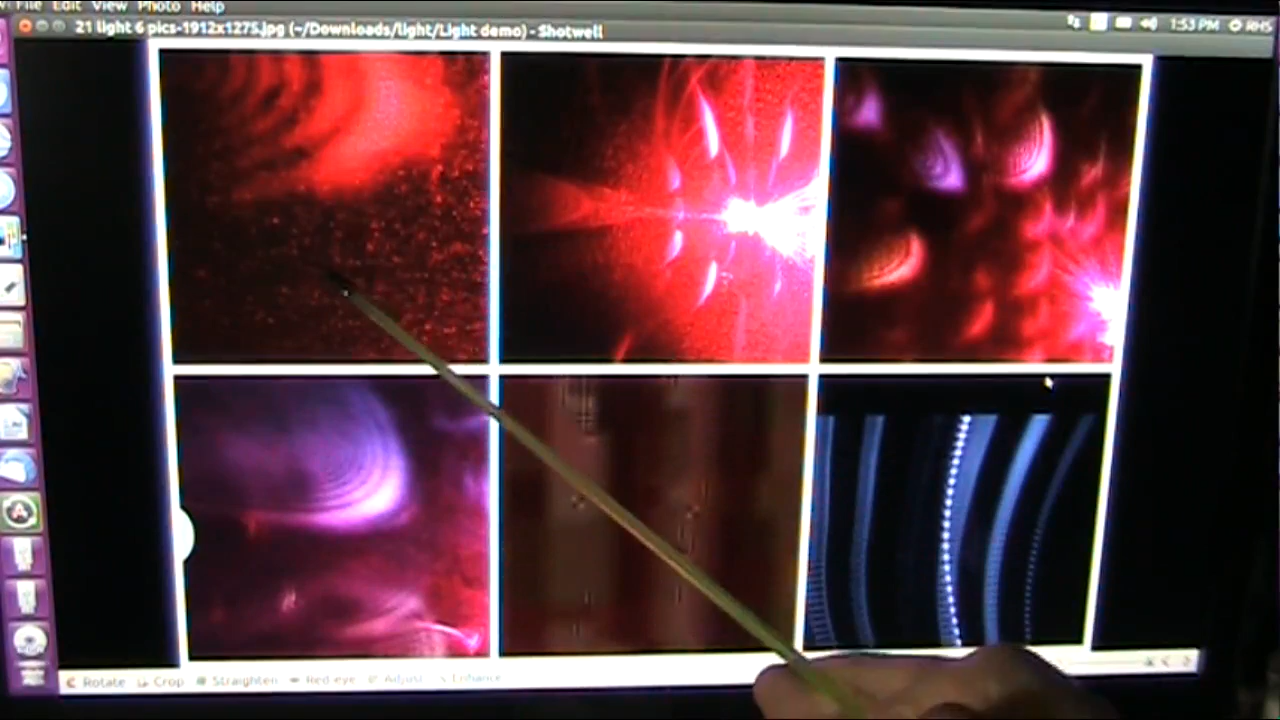 File Edit View Photo Help
21 light 6 pics-1912x1275.jpg (~/Downloads/light/Light demo) - Shotwell
1:53 PM RHS
Rotate Crop Straighten Red-eye Adjust Enhance